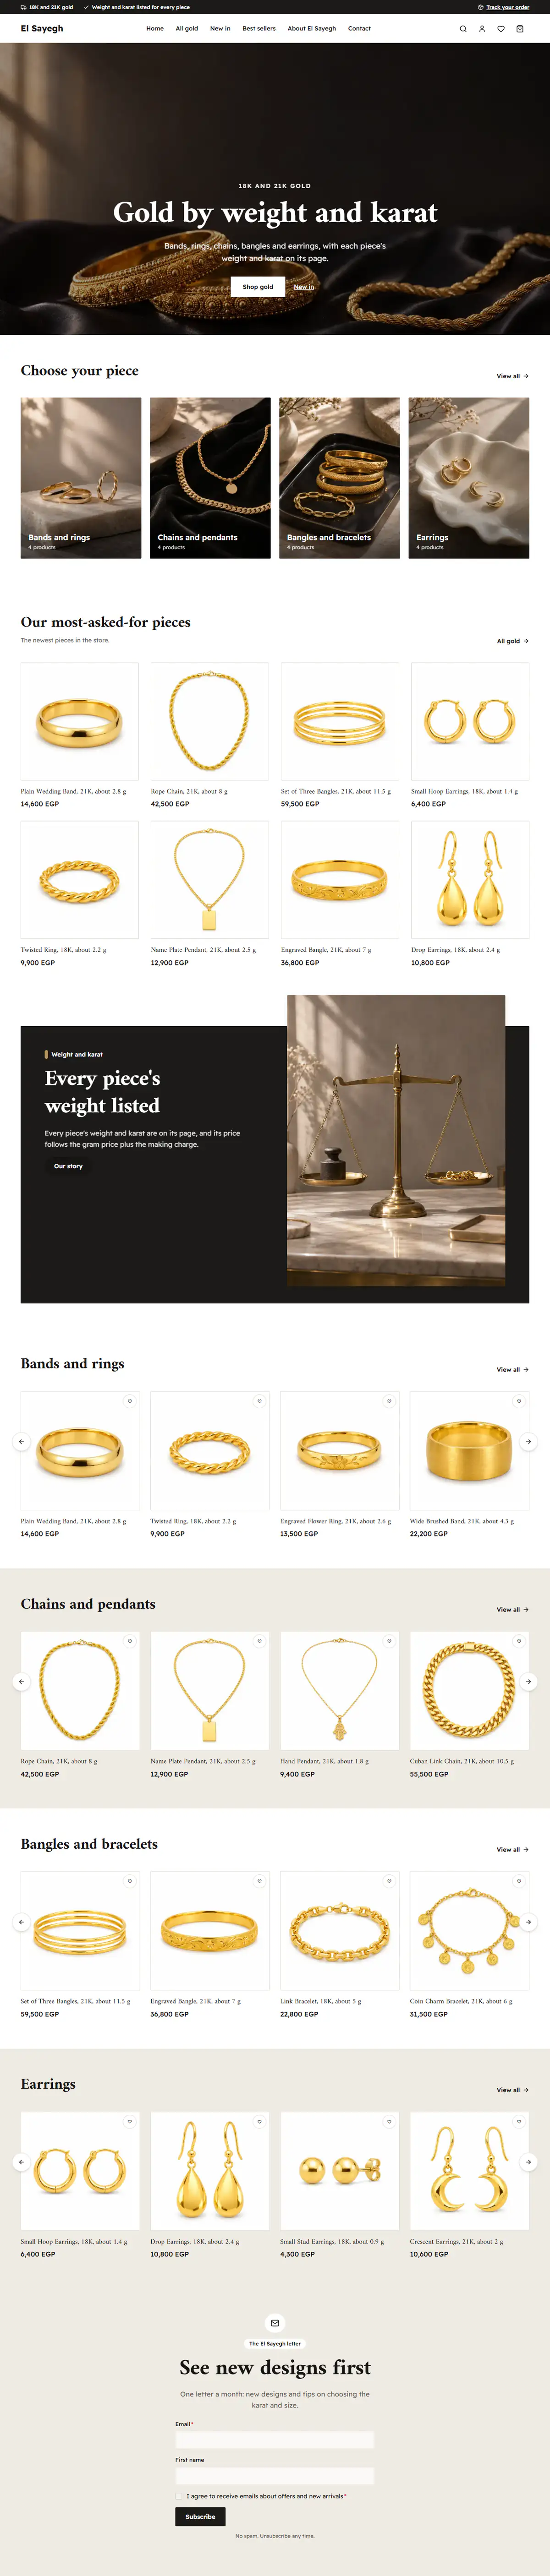 18K and 21K gold
Weight and karat listed for every piece
Track your order
El Sayegh
Home
All gold
New in
Best sellers
About El Sayegh
Contact
18K AND 21K GOLD
Gold by weight and karat
Bands, rings, chains, bangles and earrings, with each piece's
weight and karat on its page.
Shop gold
New in
Choose your piece
View all
Bands and rings
4 products
Chains and pendants
4 products
Bangles and bracelets
4 products
Earrings
4 products
Our most-asked-for pieces
The newest pieces in the store.
All gold
Plain Wedding Band, 21K, about 2.8 g
14,600 EGP
Rope Chain, 21K, about 8 g
42,500 EGP
Set of Three Bangles, 21K, about 11.5 g
59,500 EGP
Small Hoop Earrings, 18K, about 1.4 g
6,400 EGP
Twisted Ring, 18K, about 2.2 g
9,900 EGP
Name Plate Pendant, 21K, about 2.5 g
12,900 EGP
Engraved Bangle, 21K, about 7 g
36,800 EGP
Drop Earrings, 18K, about 2.4 g
10,800 EGP
Weight and karat
Every piece's
weight listed
Every piece's weight and karat are on its page, and its price
follows the gram price plus the making charge.
Our story
Bands and rings
View all
Plain Wedding Band, 21K, about 2.8 g
14,600 EGP
Twisted Ring, 18K, about 2.2 g
9,900 EGP
Engraved Flower Ring, 21K, about 2.6 g
13,500 EGP
Wide Brushed Band, 21K, about 4.3 g
22,200 EGP
Chains and pendants
View all
Rope Chain, 21K, about 8 g
42,500 EGP
Name Plate Pendant, 21K, about 2.5 g
12,900 EGP
Hand Pendant, 21K, about 1.8 g
9,400 EGP
Cuban Link Chain, 21K, about 10.5 g
55,500 EGP
Bangles and bracelets
View all
Set of Three Bangles, 21K, about 11.5 g
59,500 EGP
Engraved Bangle, 21K, about 7 g
36,800 EGP
Link Bracelet, 18K, about 5 g
22,800 EGP
Coin Charm Bracelet, 21K, about 6 g
31,500 EGP
Earrings
View all
Small Hoop Earrings, 18K, about 1.4 g
6,400 EGP
Drop Earrings, 18K, about 2.4 g
10,800 EGP
Small Stud Earrings, 18K, about 0.9 g
4,300 EGP
Crescent Earrings, 21K, about 2 g
10,600 EGP
The El Sayegh letter
See new designs first
One letter a month: new designs and tips on choosing the
karat and size.
Email*
First name
I agree to receive emails about offers and new arrivals*
Subscribe
No spam. Unsubscribe any time.